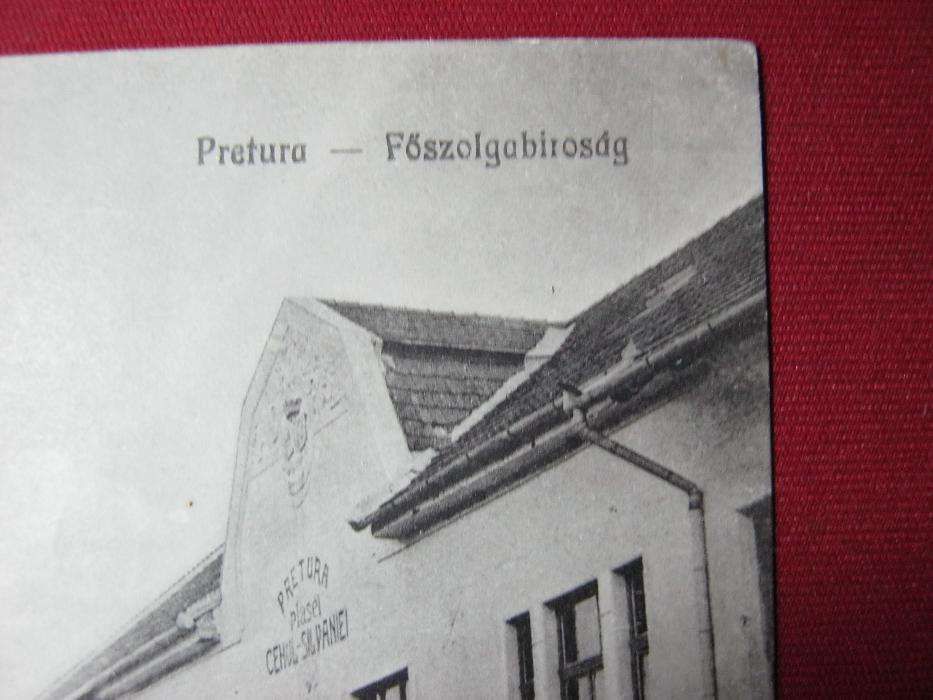 Pretura — Főszolgabiroság
PRETURA
plasei
CEHUL-SILVANIEI